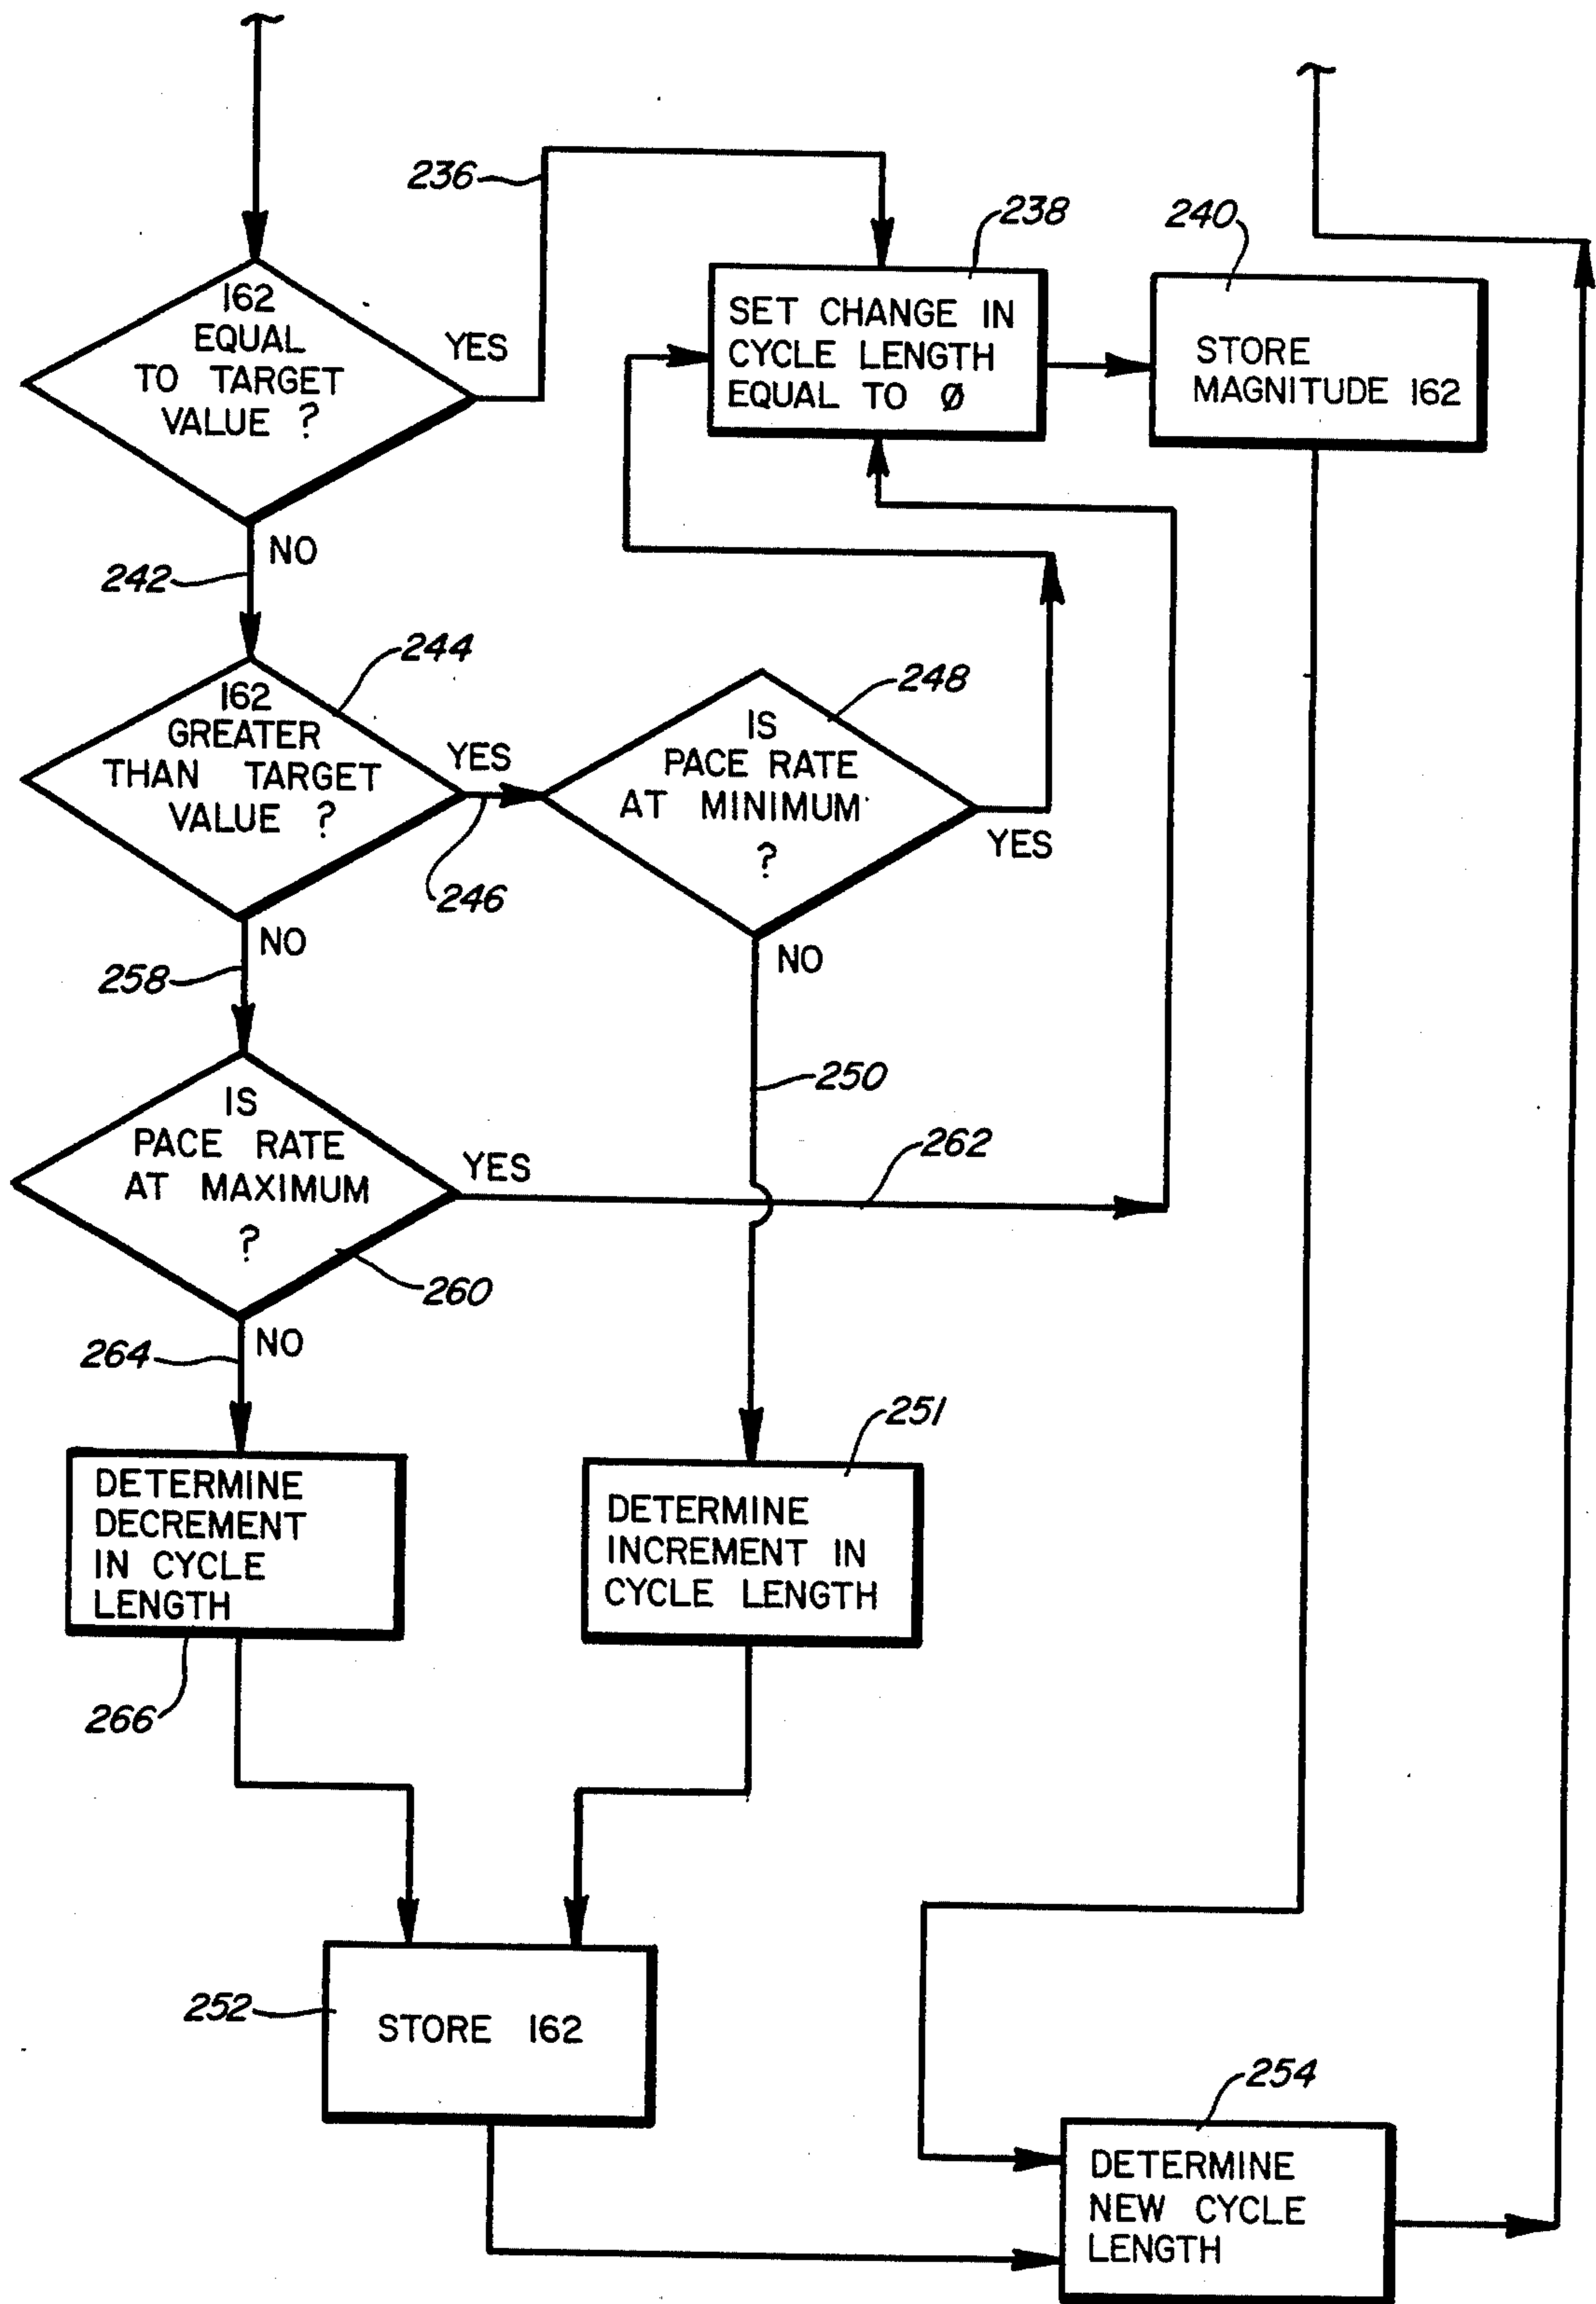 236
238
240
162
EQUAL
TO TARGET
VALUE ?
YES
SET CHANGE IN
CYCLE LENGTH
EQUAL TO Ø
STORE
MAGNITUDE 162
NO
242
244
162
GREATER
THAN TARGET
VALUE ?
YES
246
248
IS
PACE RATE
AT MINIMUM
?
YES
NO
258
NO
250
IS
PACE RATE
AT MAXIMUM
?
YES
262
260
264
NO
251
DETERMINE
DECREMENT
IN CYCLE
LENGTH
DETERMINE
INCREMENT IN
CYCLE LENGTH
266
252
STORE 162
254
DETERMINE
NEW CYCLE
LENGTH